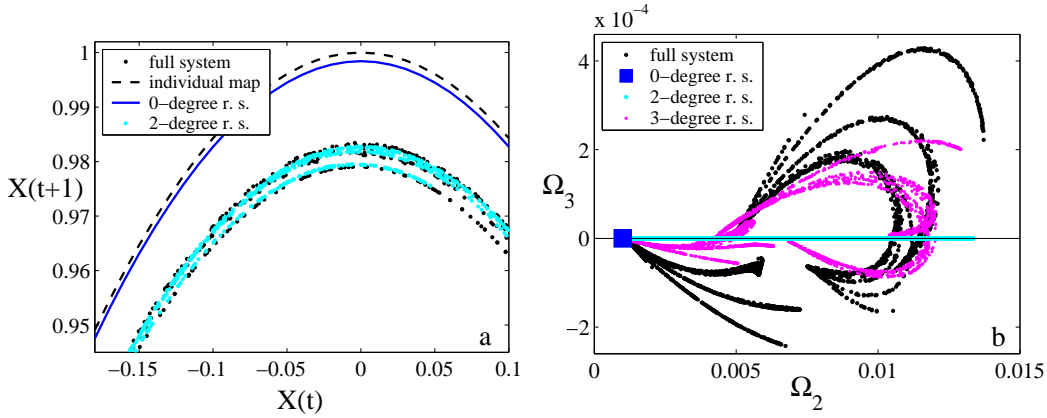 full system
individual map
0−degree r. s.
2−degree r. s.
1
0.99
0.98
0.97
0.96
0.95
X(t+1)
−0.15
−0.1
−0.05
0
0.05
0.1
X(t)
a
x 10⁻⁴
full system
0−degree r. s.
2−degree r. s.
3−degree r. s.
4
2
0
−2
Ω₃
0
0.005
0.01
0.015
Ω₂
b